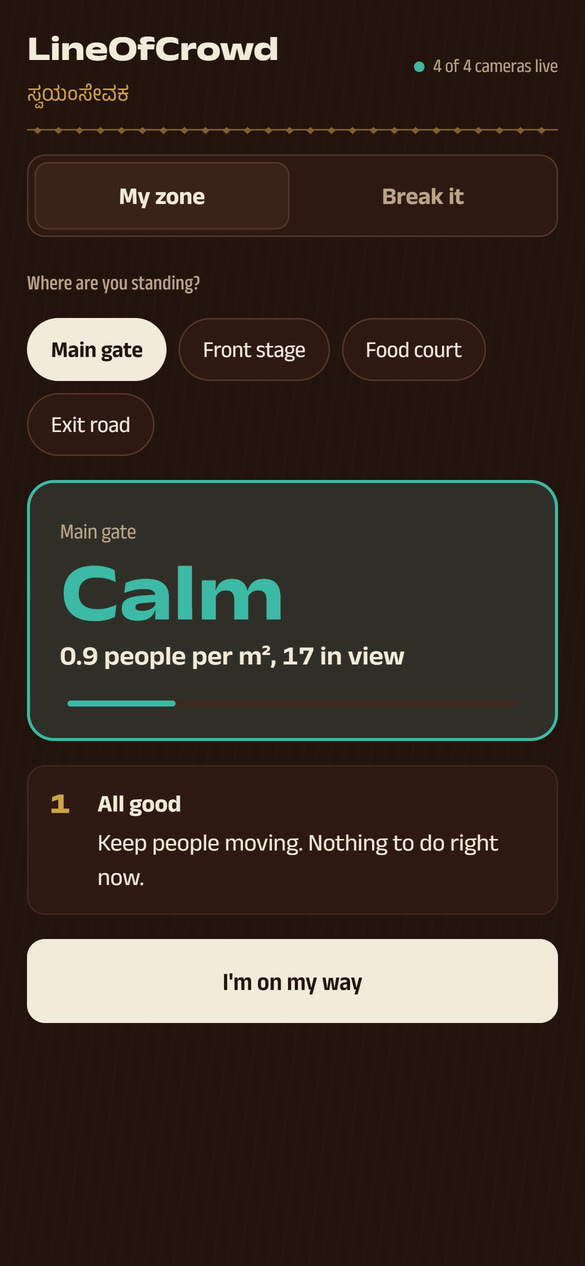 LineOfCrowd
ಸ್ವಯಂಸೇವಕ
4 of 4 cameras live
My zone
Break it
Where are you standing?
Main gate
Front stage
Food court
Exit road
Main gate
Calm
0.9 people per m², 17 in view
1
All good
Keep people moving. Nothing to do right
now.
I'm on my way